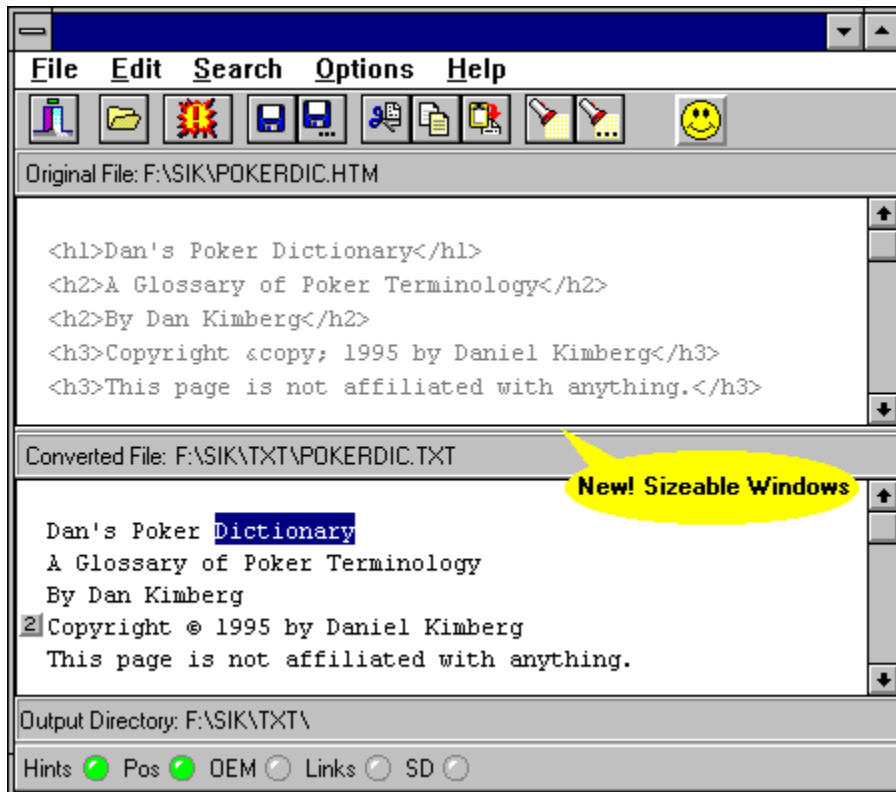 File Edit Search Options Help
Original File: F:\SIK\POKERDIC.HTM
<h1>Dan's Poker Dictionary</h1>
<h2>A Glossary of Poker Terminology</h2>
<h2>By Dan Kimberg</h2>
<h3>Copyright &copy; 1995 by Daniel Kimberg</h3>
<h3>This page is not affiliated with anything.</h3>
Converted File: F:\SIK\TXT\POKERDIC.TXT
New! Sizeable Windows
Dan's Poker Dictionary
A Glossary of Poker Terminology
By Dan Kimberg
2 Copyright © 1995 by Daniel Kimberg
This page is not affiliated with anything.
Output Directory: F:\SIK\TXT\
Hints Pos OEM Links SD